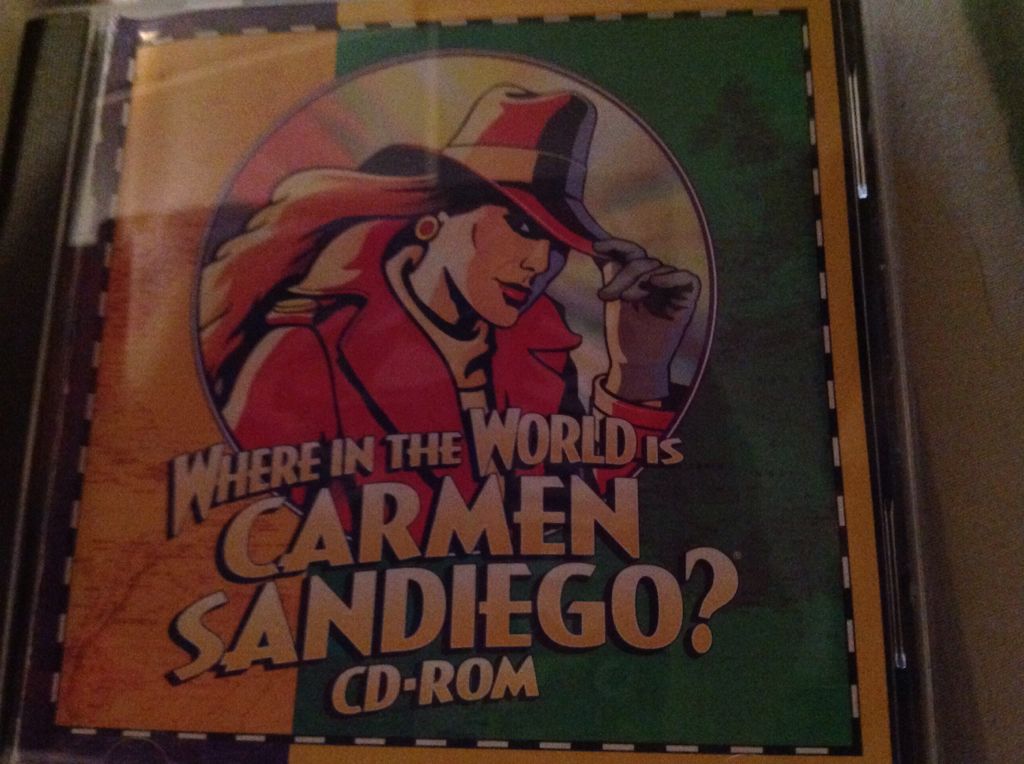 WHERE IN THE WORLD IS
CARMEN
SANDIEGO?®
CD-ROM